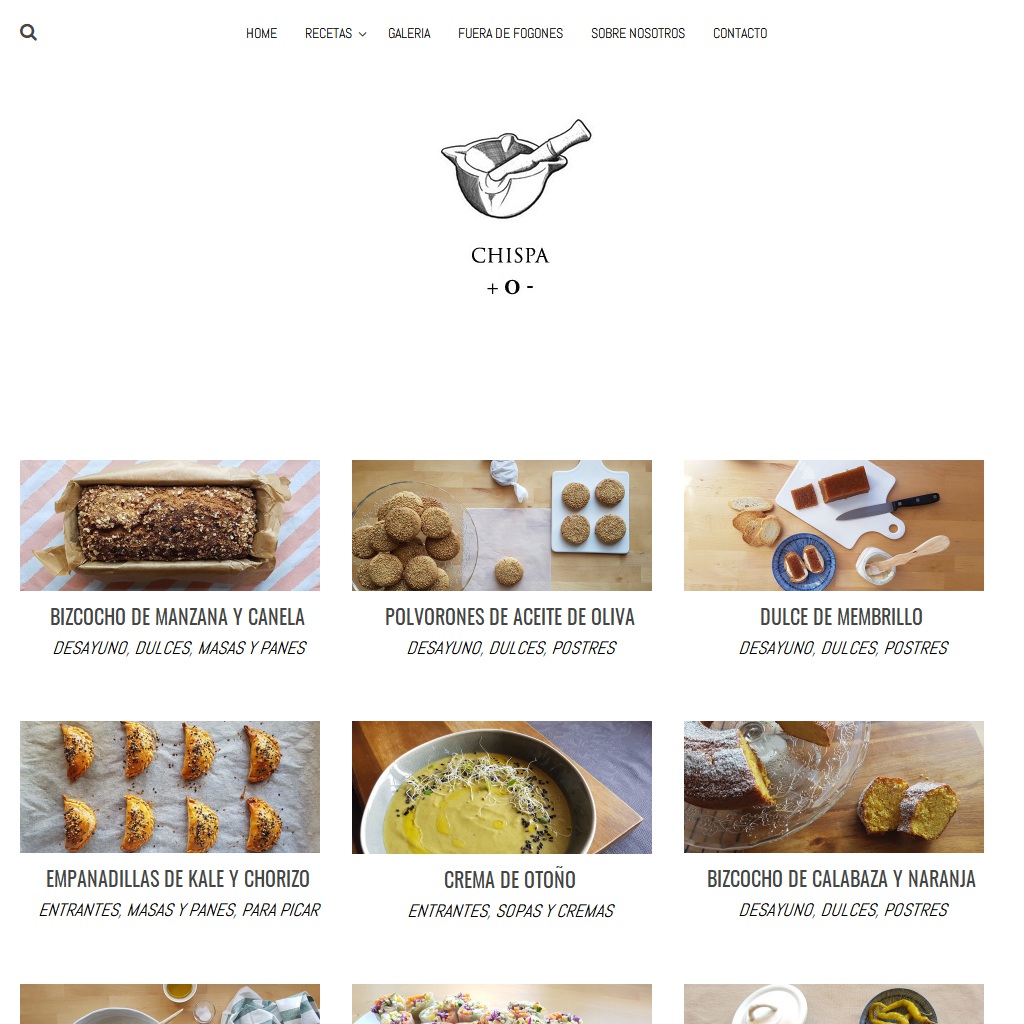 HOME RECETAS GALERIA FUERA DE FOGONES SOBRE NOSOTROS CONTACTO
CHISPA
+ O -
BIZCOCHO DE MANZANA Y CANELA
DESAYUNO, DULCES, MASAS Y PANES
POLVORONES DE ACEITE DE OLIVA
DESAYUNO, DULCES, POSTRES
DULCE DE MEMBRILLO
DESAYUNO, DULCES, POSTRES
EMPANADILLAS DE KALE Y CHORIZO
ENTRANTES, MASAS Y PANES, PARA PICAR
CREMA DE OTOÑO
ENTRANTES, SOPAS Y CREMAS
BIZCOCHO DE CALABAZA Y NARANJA
DESAYUNO, DULCES, POSTRES